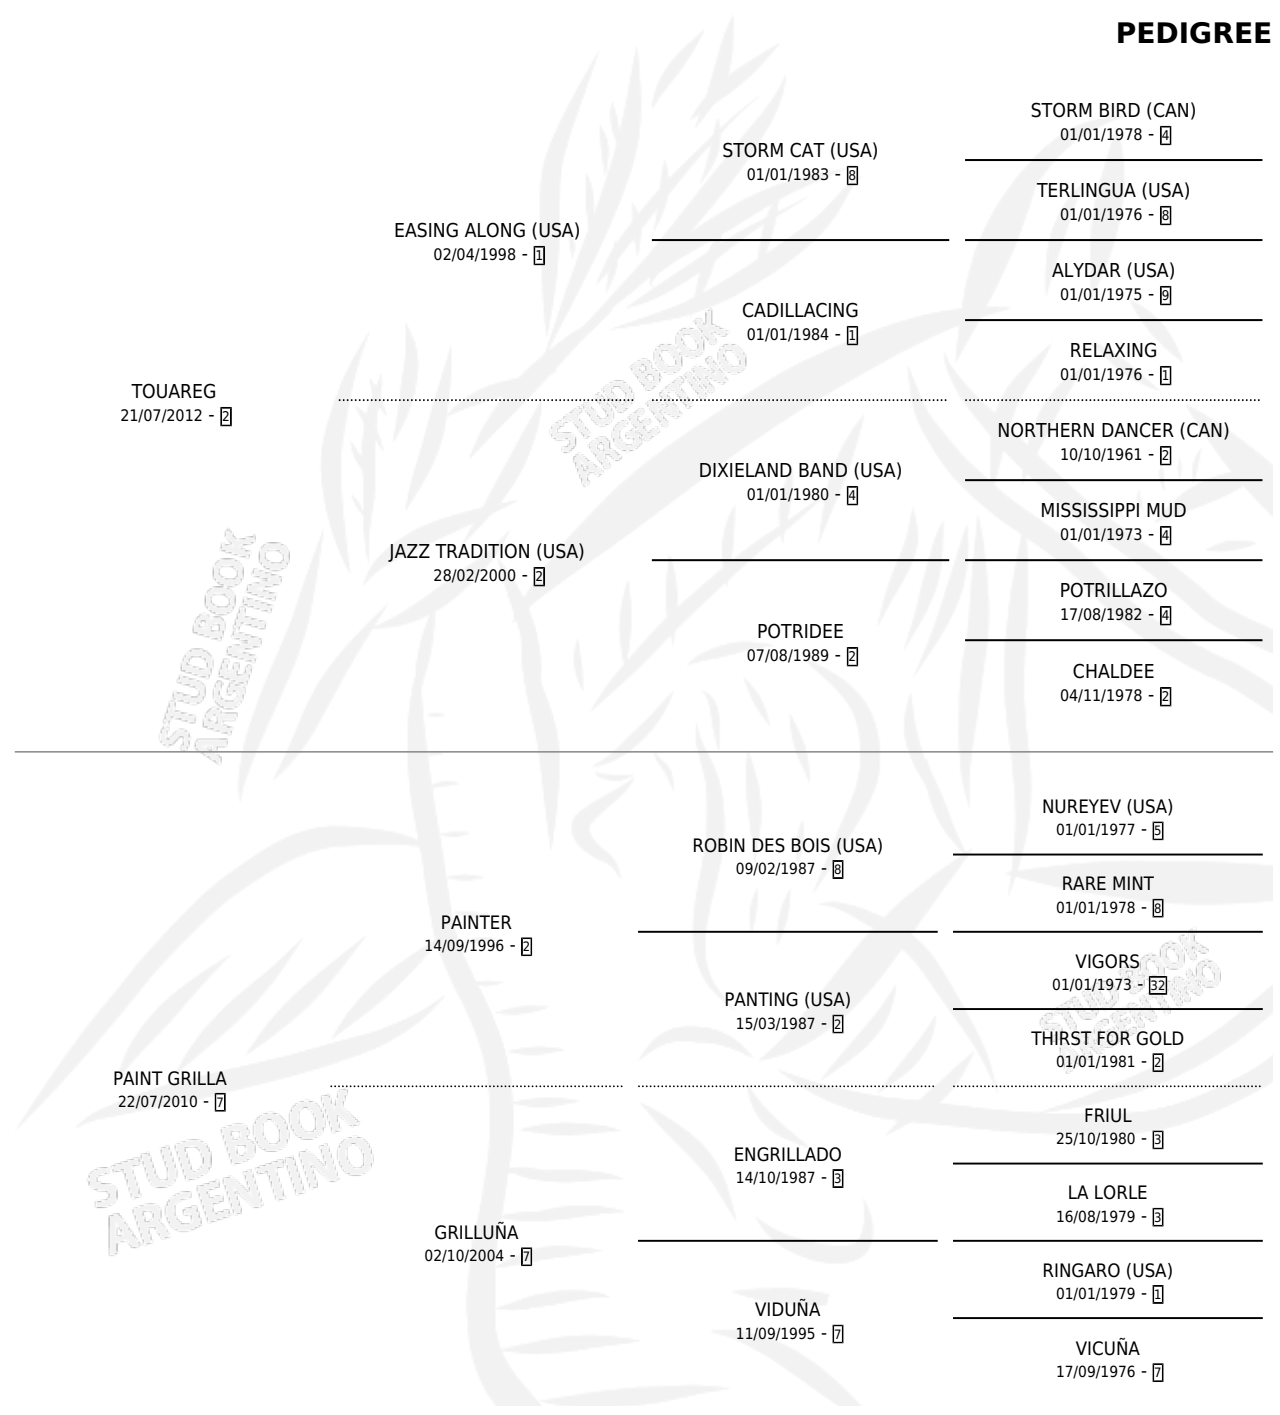 PEDIGREE
STORM BIRD (CAN)
01/01/1978 - 4
STORM CAT (USA)
01/01/1983 - 8
TERLINGUA (USA)
01/01/1976 - 8
EASING ALONG (USA)
02/04/1998 - 1
ALYDAR (USA)
01/01/1975 - 9
CADILLACING
01/01/1984 - 1
RELAXING
01/01/1976 - 1
TOUAREG
21/07/2012 - 2
NORTHERN DANCER (CAN)
10/10/1961 - 2
DIXIELAND BAND (USA)
01/01/1980 - 4
MISSISSIPPI MUD
01/01/1973 - 4
JAZZ TRADITION (USA)
28/02/2000 - 2
POTRILLAZO
17/08/1982 - 4
POTRIDEE
07/08/1989 - 2
CHALDEE
04/11/1978 - 2
STUD BOOK
ARGENTINO
STUD BOOK
ARGENTINO
NUREYEV (USA)
01/01/1977 - 5
ROBIN DES BOIS (USA)
09/02/1987 - 8
RARE MINT
01/01/1978 - 8
PAINTER
14/09/1996 - 2
VIGORS
01/01/1973 - 32
PANTING (USA)
15/03/1987 - 2
THIRST FOR GOLD
01/01/1981 - 2
STUD BOOK
ARGENTINO
PAINT GRILLA
22/07/2010 - 7
FRIUL
25/10/1980 - 3
ENGRILLADO
14/10/1987 - 3
LA LORLE
16/08/1979 - 3
GRILLUÑA
02/10/2004 - 7
RINGARO (USA)
01/01/1979 - 1
VIDUÑA
11/09/1995 - 7
VICUÑA
17/09/1976 - 7
STUD BOOK
ARGENTINO